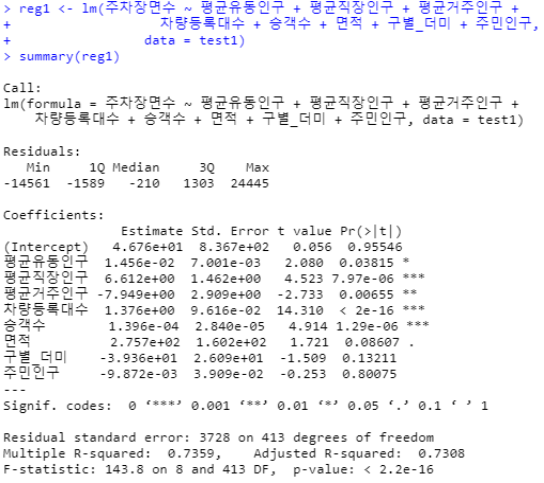 > reg1 <- lm(주차장면수 ~ 평균유동인구 + 평균직장인구 + 평균거주인구 +
+ 차량등록대수 + 승객수 + 면적 + 구별_더미 + 주민인구,
+ data = test1)
> summary(reg1)
Call:
lm(formula = 주차장면수 ~ 평균유동인구 + 평균직장인구 + 평균거주인구 +
차량등록대수 + 승객수 + 면적 + 구별_더미 + 주민인구, data = test1)
Residuals:
Min 1Q Median 3Q Max
-14561 -1589 -210 1303 24445
Coefficients:
Estimate Std. Error t value Pr(>|t|)
(Intercept) 4.676e+01 8.367e+02 0.056 0.95546
평균유동인구 1.456e-02 7.001e-03 2.080 0.03815 *
평균직장인구 6.612e+00 1.462e+00 4.523 7.97e-06 ***
평균거주인구 -7.949e+00 2.909e+00 -2.733 0.00655 **
차량등록대수 1.376e+00 9.616e-02 14.310 < 2e-16 ***
승객수 1.396e-04 2.840e-05 4.914 1.29e-06 ***
면적 2.757e+02 1.602e+02 1.721 0.08607 .
구별_더미 -3.936e+01 2.609e+01 -1.509 0.13211
주민인구 -9.872e-03 3.909e-02 -0.253 0.80075
---
Signif. codes: 0 ‘***’ 0.001 ‘**’ 0.01 ‘*’ 0.05 ‘.’ 0.1 ‘ ’ 1
Residual standard error: 3728 on 413 degrees of freedom
Multiple R-squared: 0.7359, Adjusted R-squared: 0.7308
F-statistic: 143.8 on 8 and 413 DF, p-value: < 2.2e-16